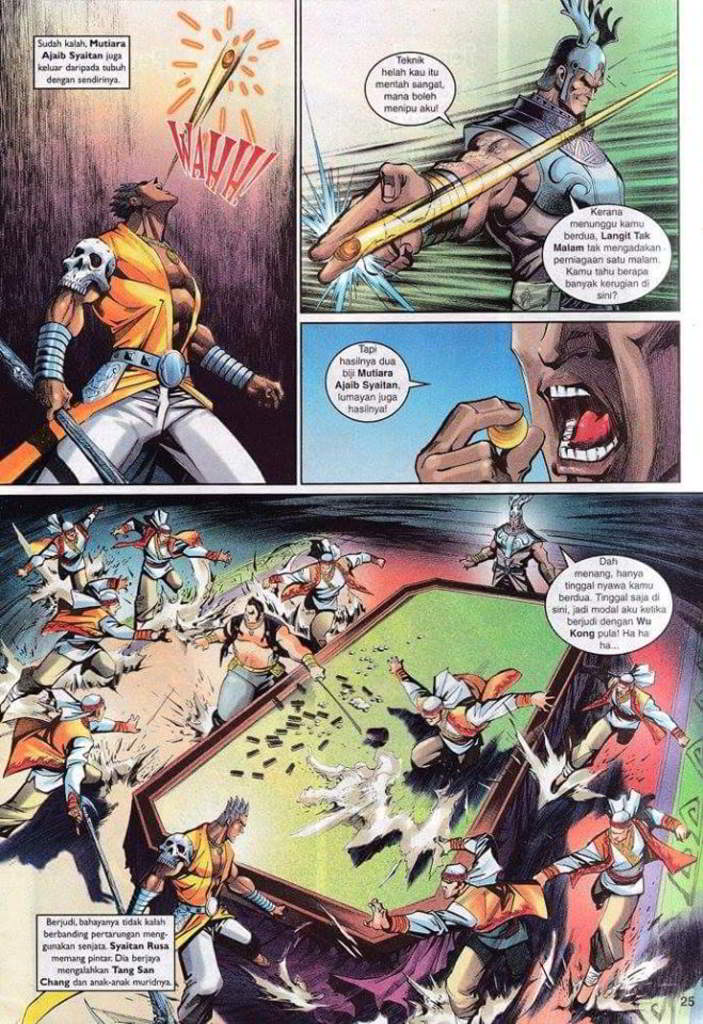 Sudah kalah, Mutiara
Ajaib Syaitan juga
keluar daripada tubuh
dengan sendirinya.
WAHH!
Teknik
helah kau itu
mentah sangat,
mana boleh
menipu aku!
Kerana
menunggu kamu
berdua, Langit Tak
Malam tak mengadakan
perniagaan satu malam.
Kamu tahu berapa
banyak kerugian di
sini?
Tapi
hasilnya dua
biji Mutiara
Ajaib Syaitan,
lumayan juga
hasilnya!
Dah
menang, hanya
tinggal nyawa kamu
berdua. Tinggal saja di
sini, jadi modal aku ketika
berjudi dengan Wu
Kong pula! Ha ha
ha...
Berjudi, bahayanya tidak kalah
berbanding pertarungan meng-
gunakan senjata. Syaitan Rusa
memang pintar. Dia berjaya
mengalahkan Tang San
Chang dan anak-anak muridnya.
25